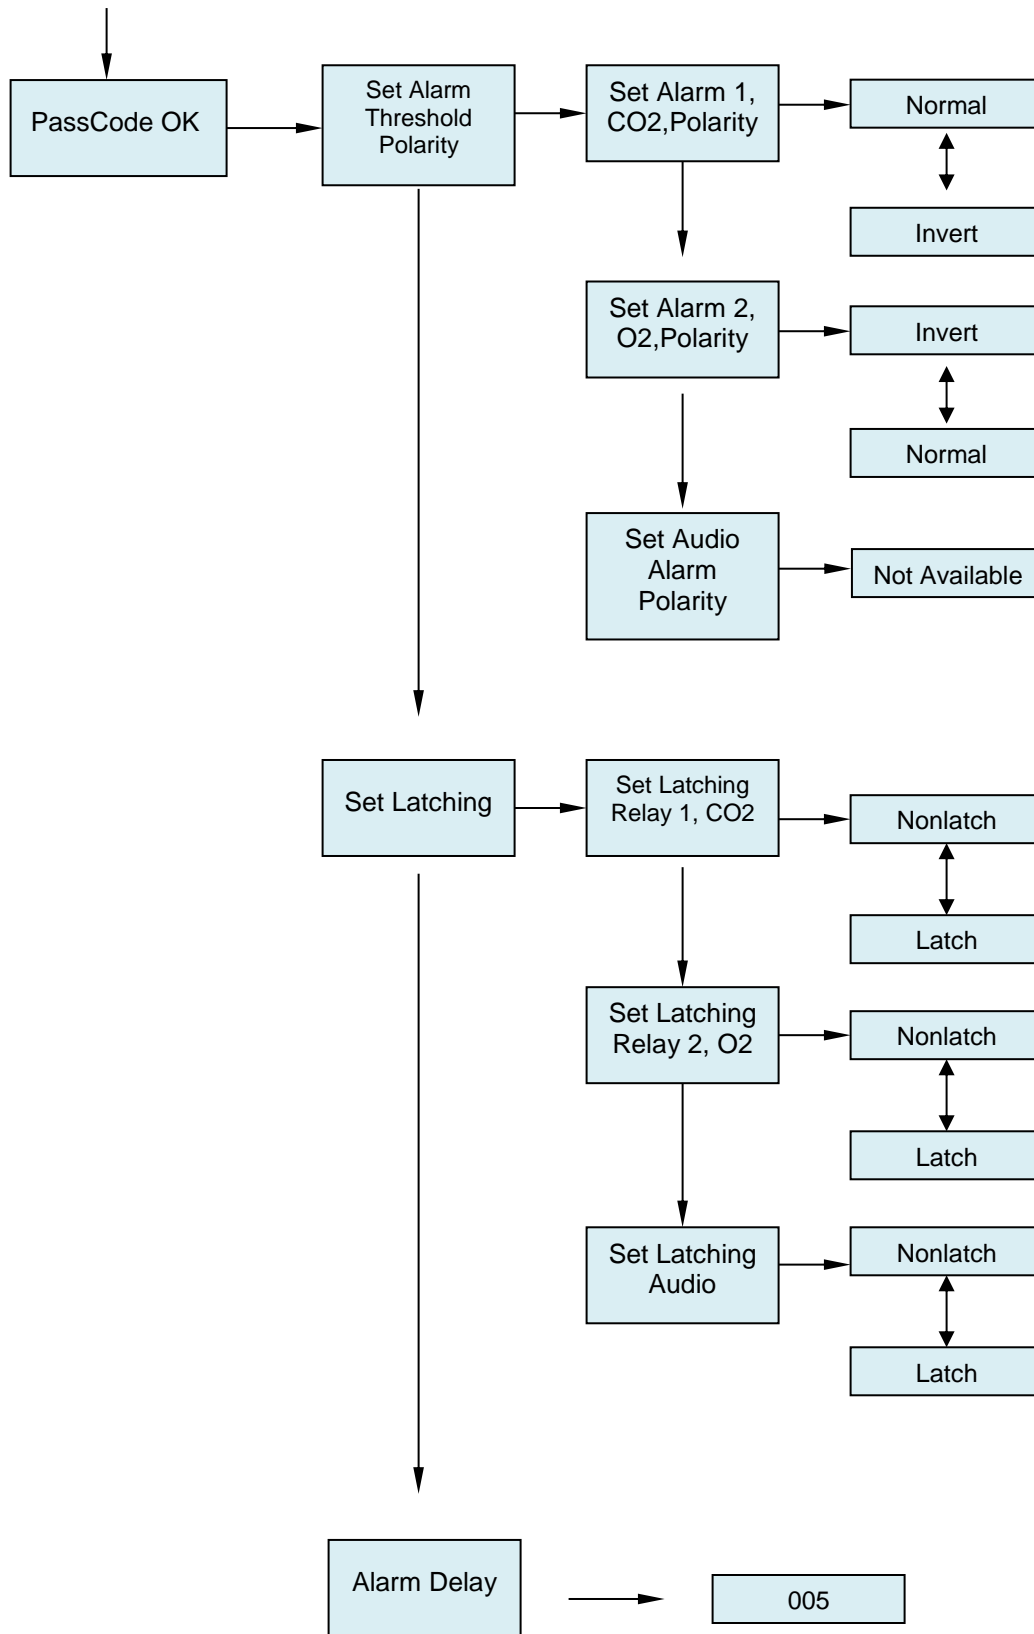 PassCode OK
Set Alarm
Threshold
Polarity
Set Alarm 1,
CO2,Polarity
Normal
Invert
Set Alarm 2,
O2,Polarity
Invert
Normal
Set Audio
Alarm
Polarity
Not Available
Set Latching
Set Latching
Relay 1, CO2
Nonlatch
Latch
Set Latching
Relay 2, O2
Nonlatch
Latch
Set Latching
Audio
Nonlatch
Latch
Alarm Delay
005